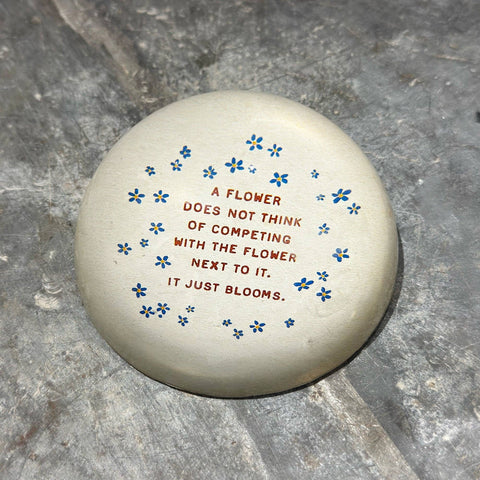 A FLOWER
DOES NOT THINK
OF COMPETING
WITH THE FLOWER
NEXT TO IT.
IT JUST BLOOMS.